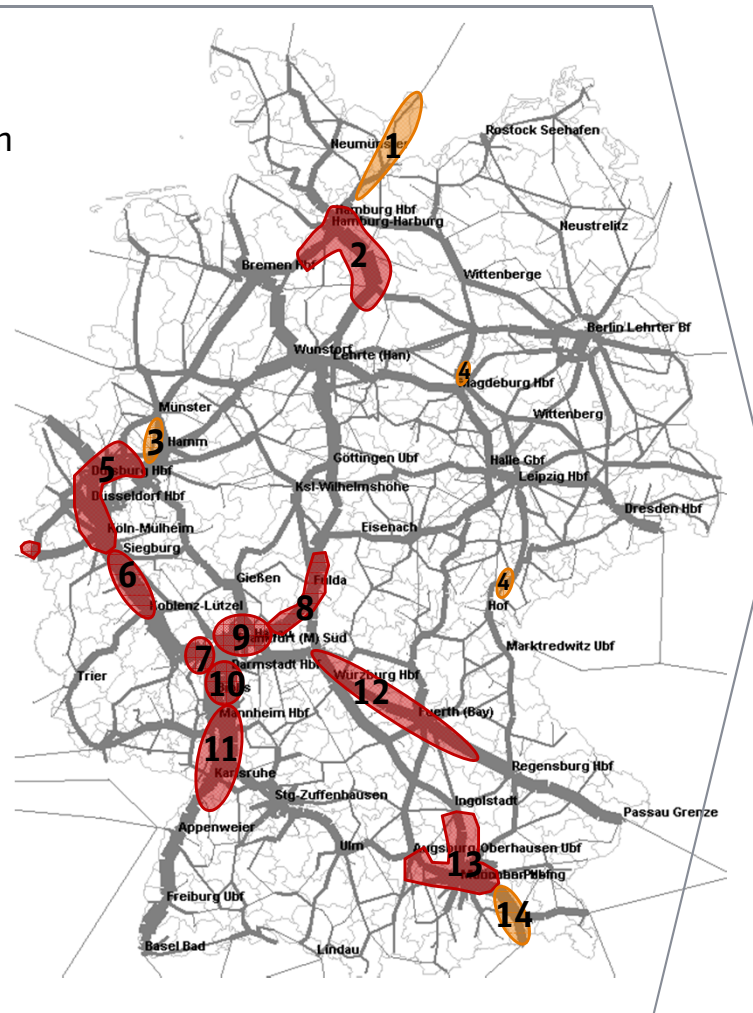 n
Neumünster
1
Rostock Seehafen
Hamburg Hbf
Hamburg-Harburg
Neustrelitz
2
Bremen Hbf
Wittenberge
Berlin Lehrter Bf
Wunstorf
Lehrte (Han)
4
Magdeburg Hbf
Münster
Wittenberg
3
Hamm
Göttingen Ubf
Halle Gbf
5
Duisburg Hbf
Leipzig Hbf
Ksl-Wilhelmshöhe
Düsseldorf Hbf
Dresden Hbf
Köln-Mülheim
Eisenach
Siegburg
6
Gießen
Fulda
4
Koblenz-Lützel
Hof
8
9
Frankfurt (M) Süd
Marktredwitz Ubf
7
Darmstadt Hbf
Trier
Würzburg Hbf
10
12
Mannheim Hbf
Fuerth (Bay)
11
Regensburg Hbf
Karlsruhe
Stg-Zuffenhausen
Ingolstadt
Passau Grenze
Appenweier
Ulm
Augsburg Oberhausen Ubf
13
Freiburg Ubf
14
Basel Bad
Lindau